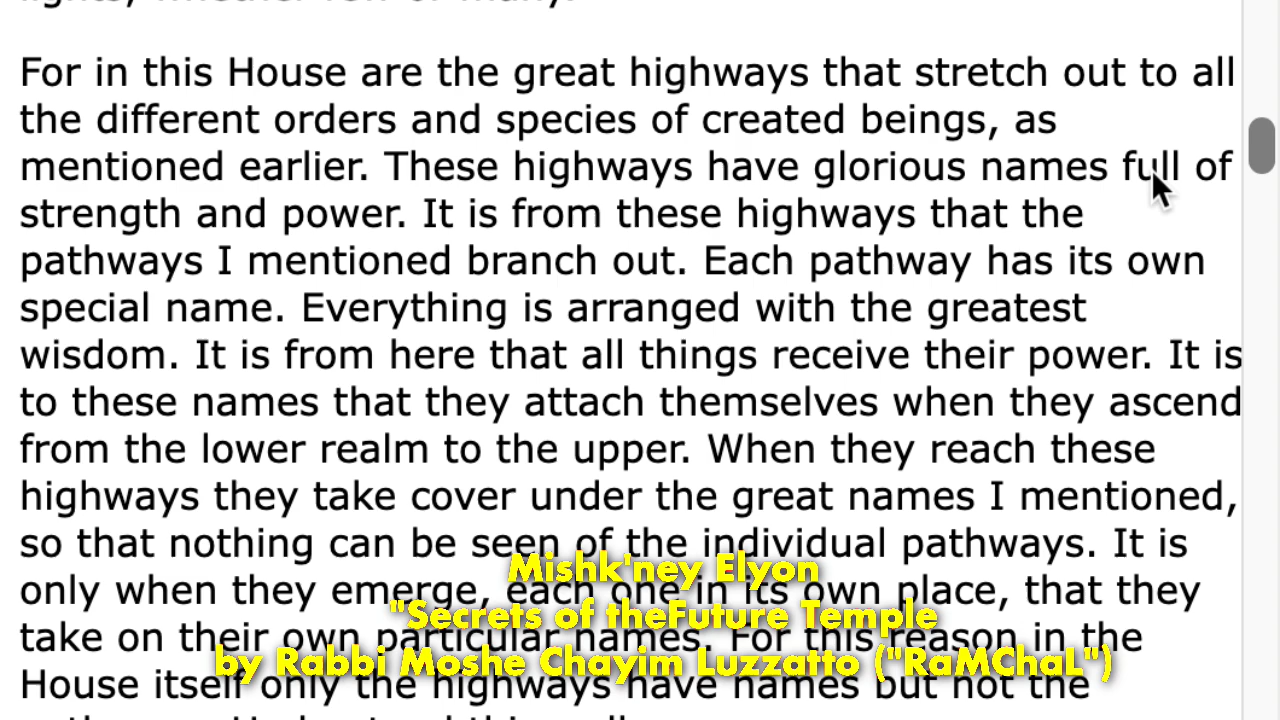 For in this House are the great highways that stretch out to all
the different orders and species of created beings, as
mentioned earlier. These highways have glorious names full of
strength and power. It is from these highways that the
pathways I mentioned branch out. Each pathway has its own
special name. Everything is arranged with the greatest
wisdom. It is from here that all things receive their power. It is
to these names that they attach themselves when they ascend
from the lower realm to the upper. When they reach these
highways they take cover under the great names I mentioned,
so that nothing can be seen of the individual pathways. It is
only when they emerge, each one in its own place, that they
take on their own particular names. For this reason in the
House itself only the highways have names but not the
Mishk'ney Elyon
"Secrets of theFuture Temple
by Rabbi Moshe Chayim Luzzatto ("RaMChaL")